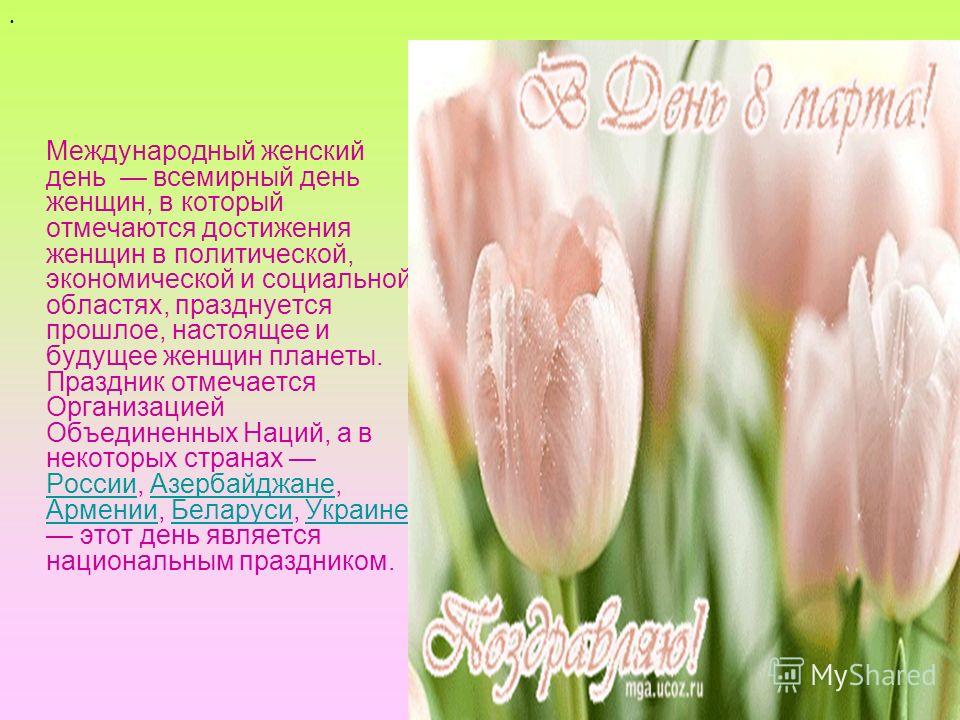 .
Международный женский
день — всемирный день
женщин, в который
отмечаются достижения
женщин в политической,
экономической и социальной
областях, празднуется
прошлое, настоящее и
будущее женщин планеты.
Праздник отмечается
Организацией
Объединенных Наций, а в
некоторых странах —
России, Азербайджане,
Армении, Беларуси, Украине
— этот день является
национальным праздником.
В День 8 марта!
Поздравляю!
mga.ucoz.ru
MyShared